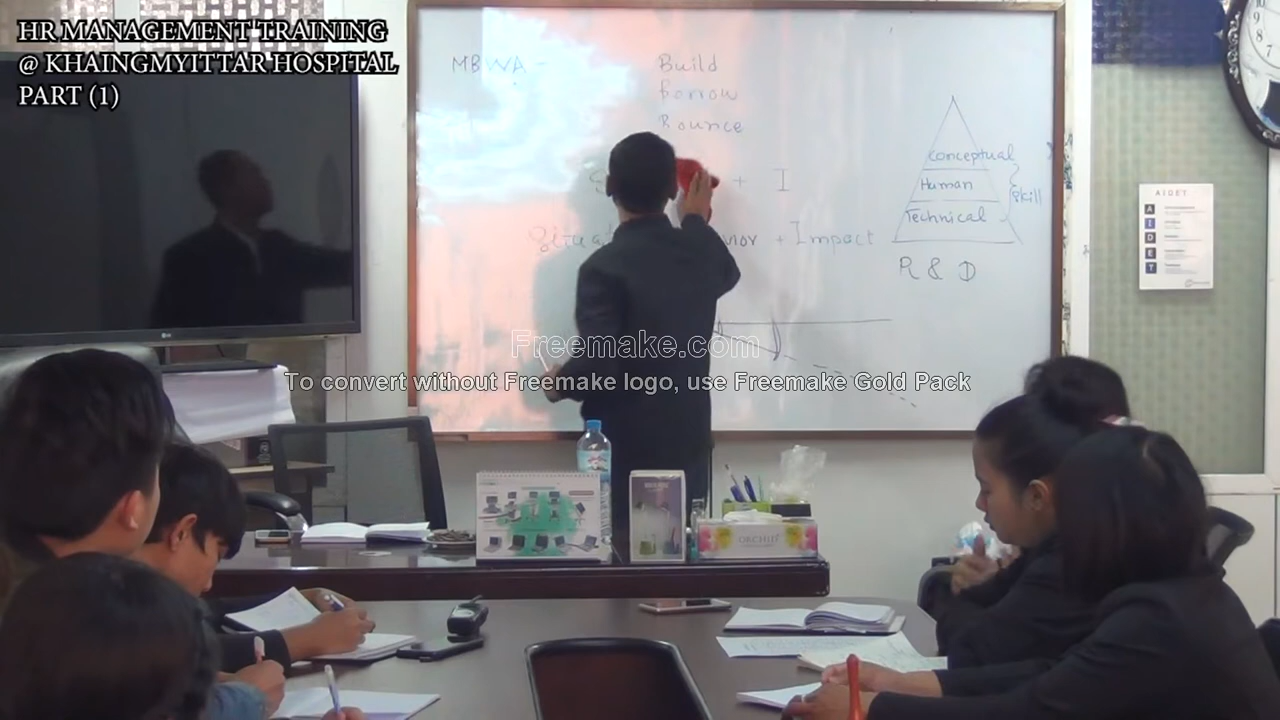 HR MANAGEMENT TRAINING
@ KHAINGMYITTAR HOSPITAL
PART (1)
MBWA -
Build
Borrow
Bounce
S + I
+ Impact
Conceptual
Human
Technical
Skill
R & D
AIDET
A
I
D
E
T
LG
Freemake.com
To convert without Freemake logo, use Freemake Gold Pack
ORCHID